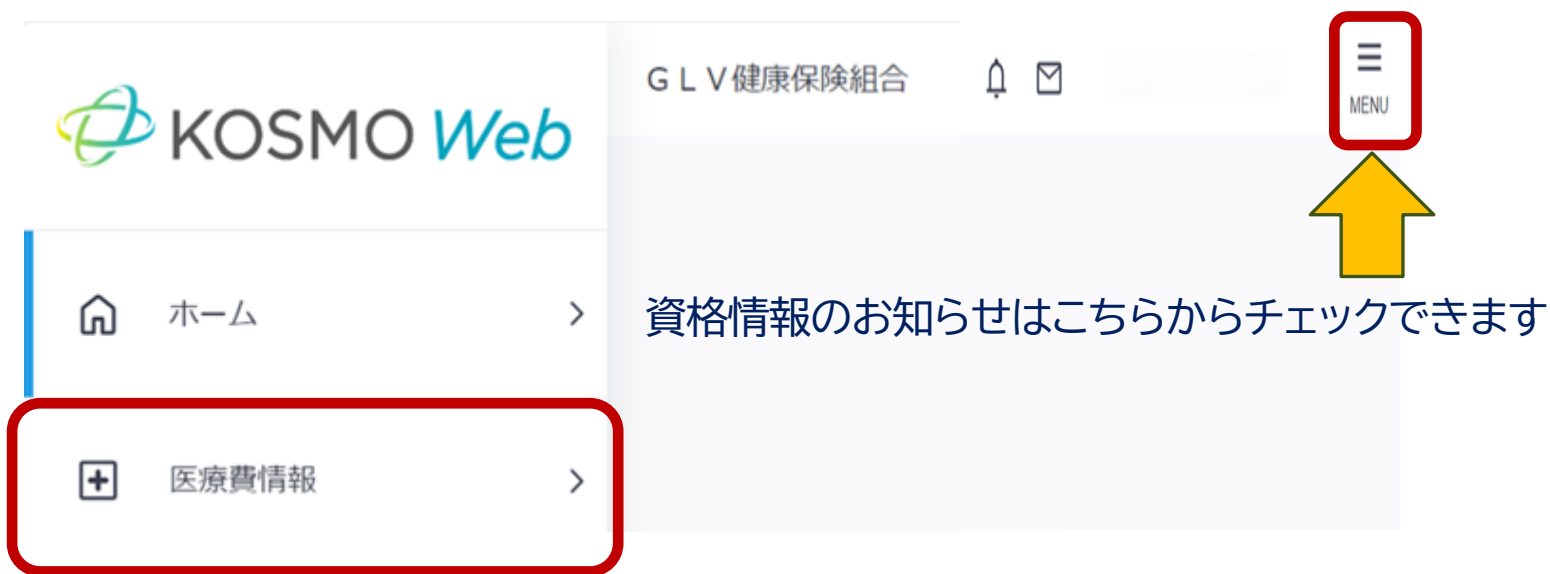 KOSMO Web
GLV健康保険組合
MENU
ホーム
資格情報のお知らせはこちらからチェックできます
医療費情報